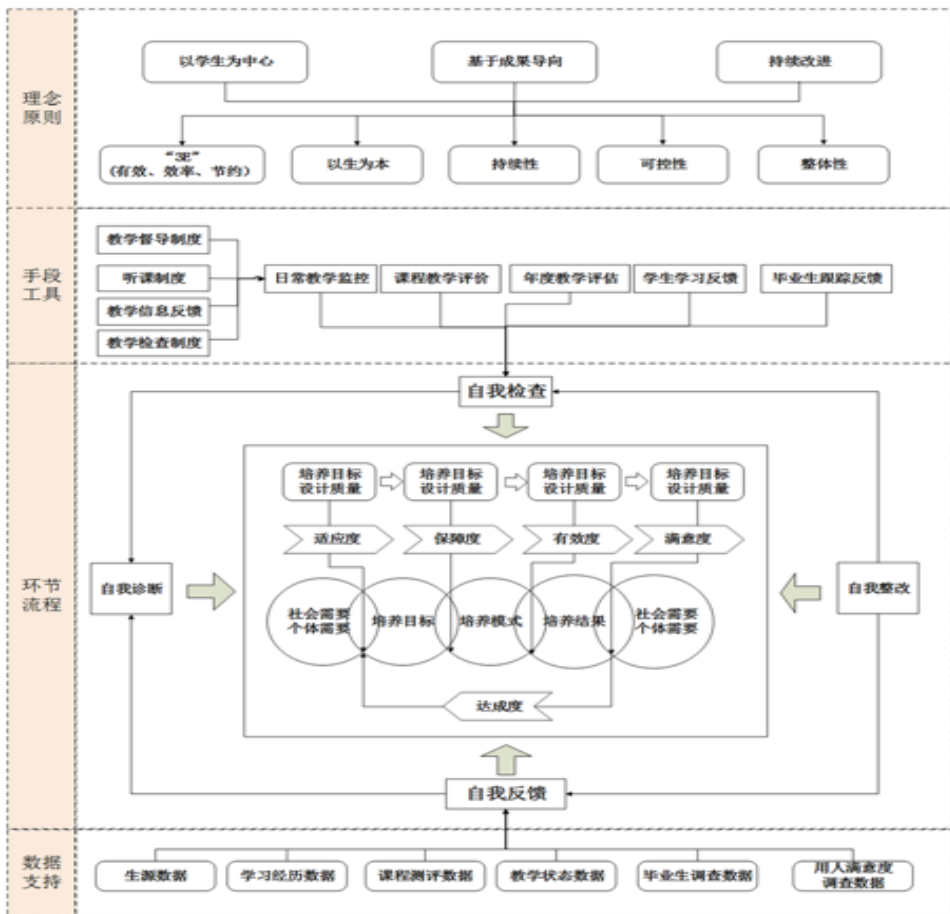 理念
原则
以学生为中心
基于成果导向
持续改进
“3E”
(有效、效率、节约)
以生为本
持续性
可控性
整体性
手段
工具
教学督导制度
听课制度
教学信息反馈
教学检查制度
日常教学监控
课程教学评价
年度教学评估
学生学习反馈
毕业生跟踪反馈
环节
流程
自我检查
培养目标
设计质量
培养目标
设计质量
培养目标
设计质量
培养目标
设计质量
适应度
保障度
有效度
满意度
自我诊断
自我整改
社会需要
个体需要
培养目标
培养模式
培养结果
社会需要
个体需要
达成度
自我反馈
数据
支持
生源数据
学习经历数据
课程测评数据
教学状态数据
毕业生调查数据
用人满意度
调查数据